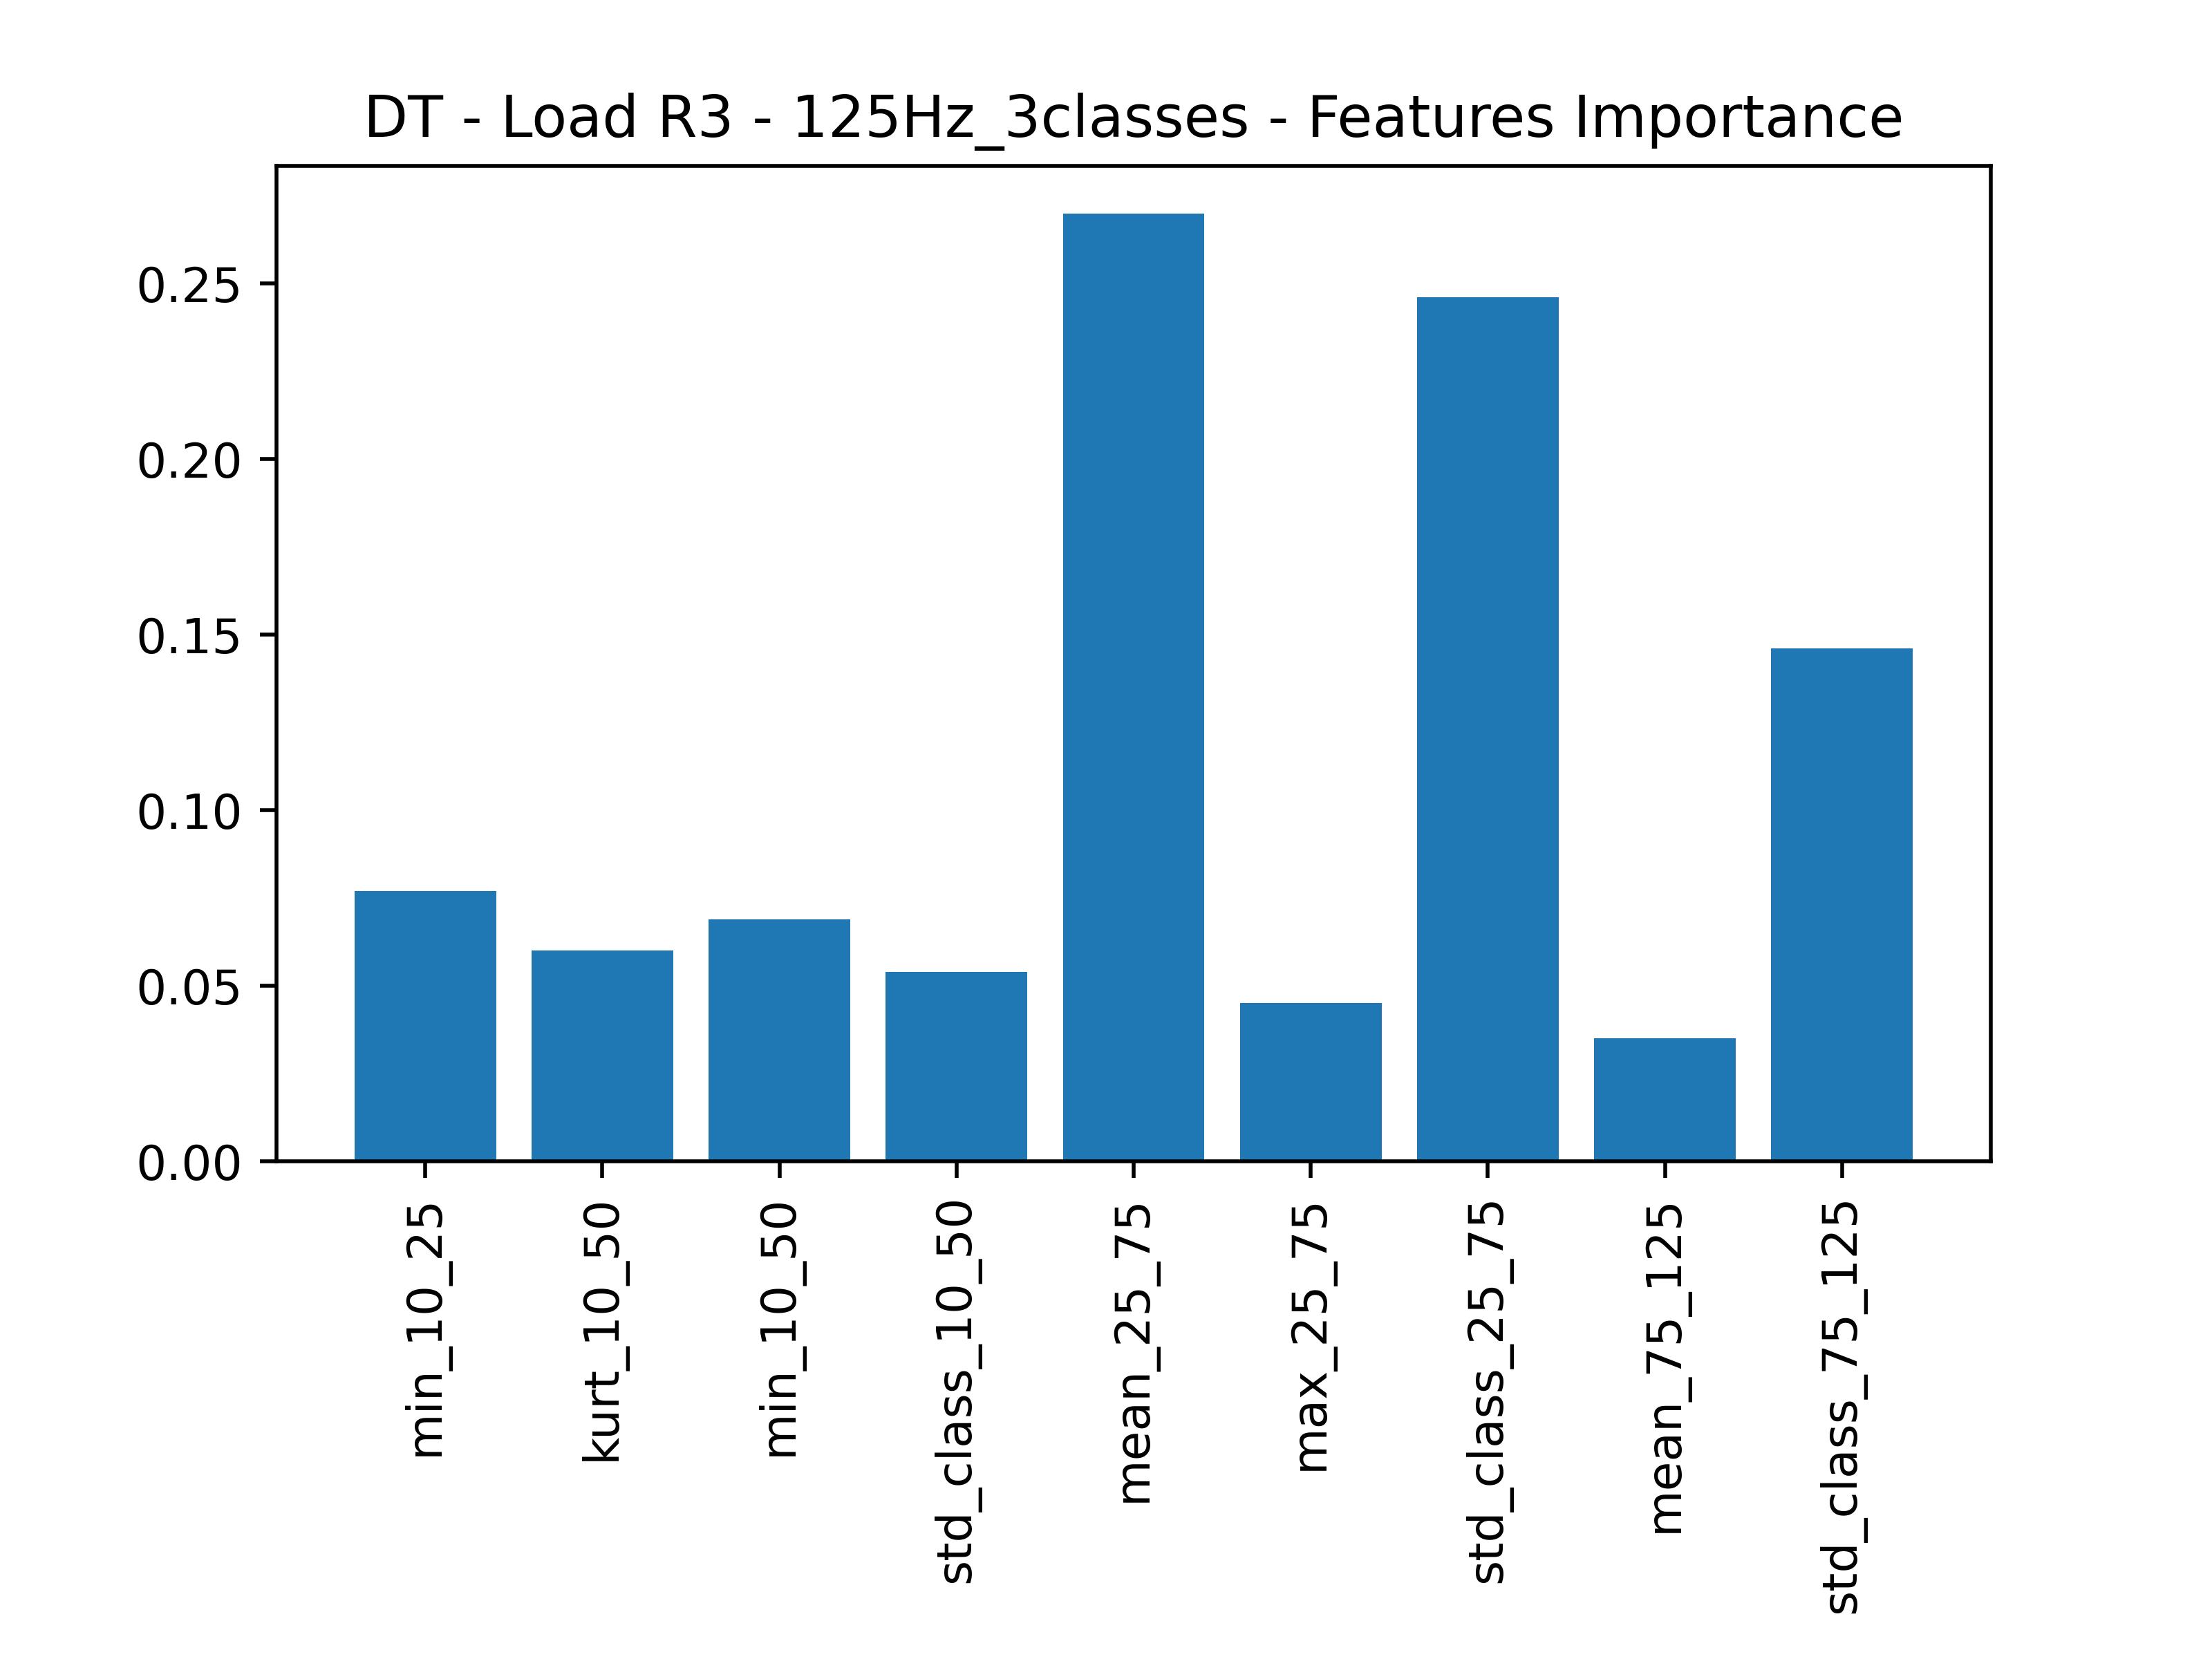 DT - Load R3 - 125Hz_3classes - Features Importance
0.25
0.20
0.15
0.10
0.05
0.00
min_10_25
kurt_10_50
min_10_50
std_class_10_50
mean_25_75
max_25_75
std_class_25_75
mean_75_125
std_class_75_125